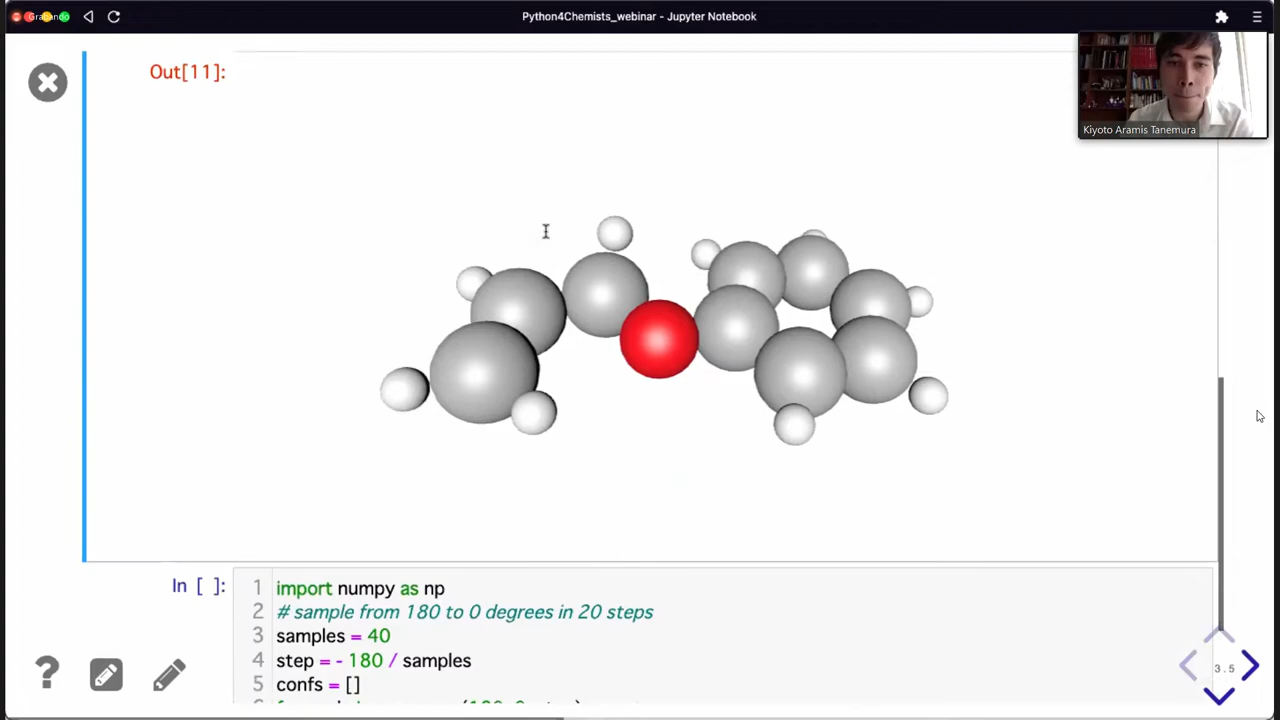 Grabando
Python4Chemists_webinar - Jupyter Notebook
Kiyoto Aramis Tanemura
Out[11]:
In [ ]:
1 import numpy as np
2 # sample from 180 to 0 degrees in 20 steps
3 samples = 40
4 step = - 180 / samples
5 confs = []
3.5